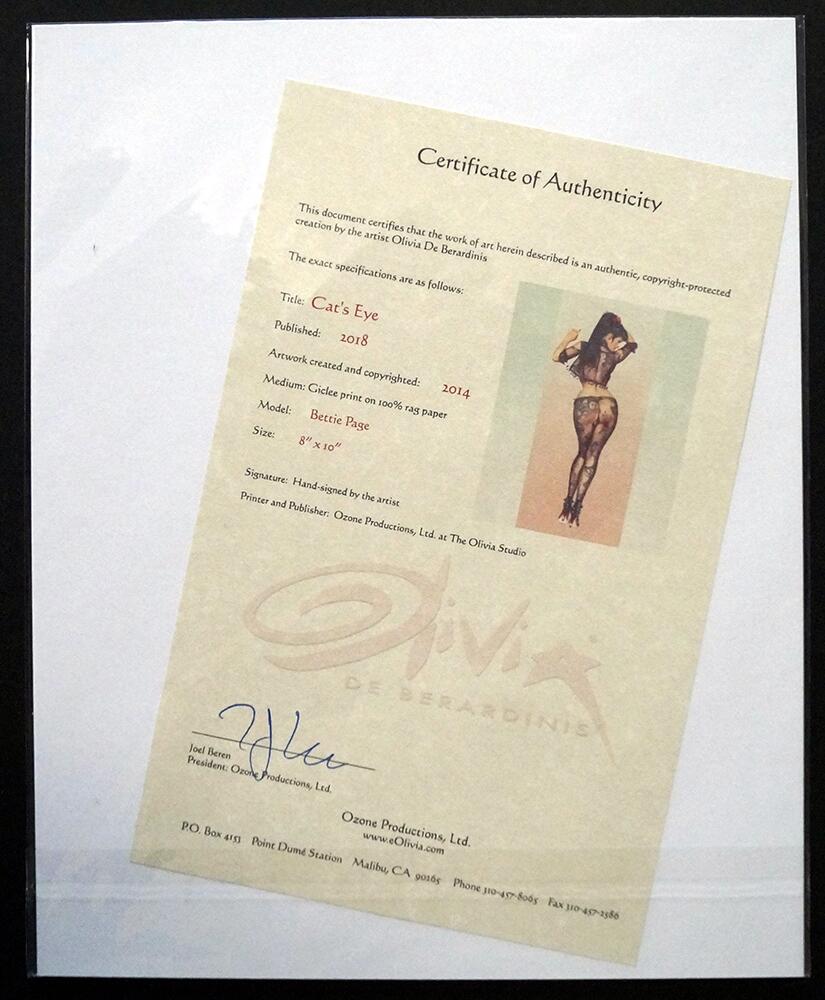 Certificate of Authenticity
This document certifies that the work of art herein described is an authentic, copyright-protected
creation by the artist Olivia De Berardinis
The exact specifications are as follows:
Title: Cat's Eye
Published: 2018
Artwork created and copyrighted: 2014
Medium: Giclee print on 100% rag paper
Model: Bettie Page
Size: 8" x 10"
Signature: Hand-signed by the artist
Printer and Publisher: Ozone Productions, Ltd. at The Olivia Studio
Olivia
DE BERARDINIS
Joel Beren
President: Ozone Productions, Ltd.
Ozone Productions, Ltd.
www.eOlivia.com
P.O. Box 4153 Point Dumé Station Malibu, CA 90265 Phone 310-457-8065 Fax 310-457-2586